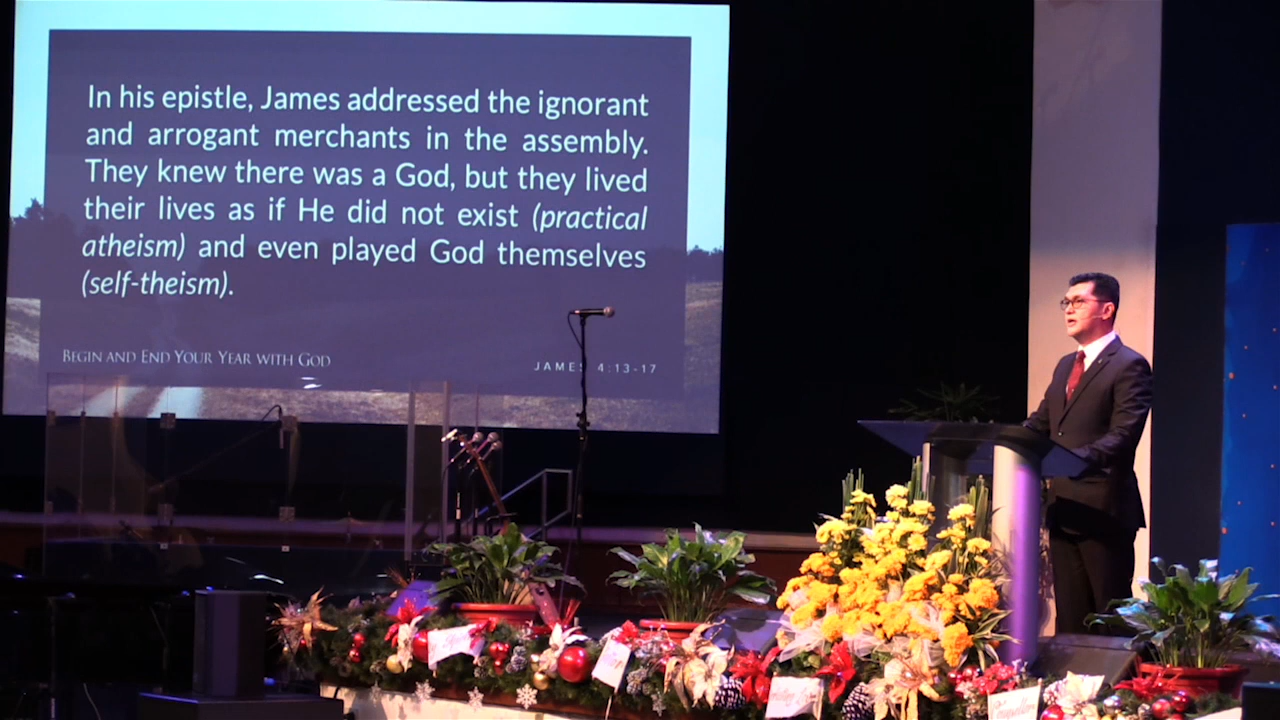 In his epistle, James addressed the ignorant
and arrogant merchants in the assembly.
They knew there was a God, but they lived
their lives as if He did not exist (practical
atheism) and even played God themselves
(self-theism).
BEGIN AND END YOUR YEAR WITH GOD
JAMES 4:13-17